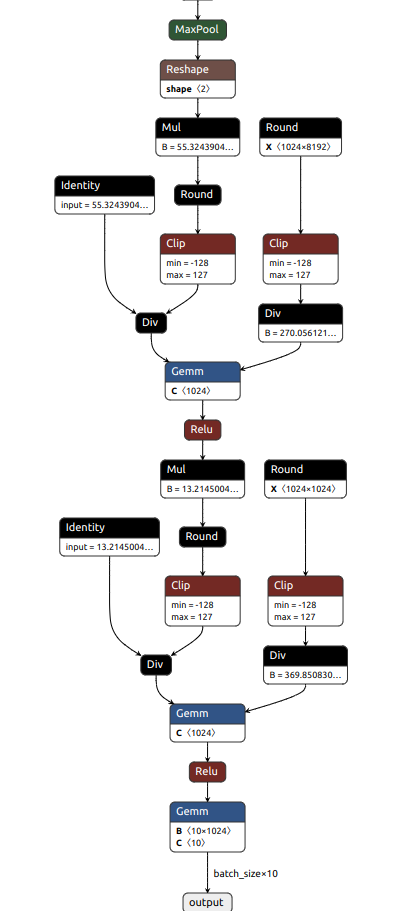 MaxPool
Reshape
shape〈2〉
Mul
B = 55.3243904…
Round
X〈1024×8192〉
Identity
input = 55.3243904…
Round
Clip
min = -128
max = 127
Clip
min = -128
max = 127
Div
B = 270.056121…
Div
Gemm
C〈1024〉
Relu
Mul
B = 13.2145004…
Round
X〈1024×1024〉
Identity
input = 13.2145004…
Round
Clip
min = -128
max = 127
Clip
min = -128
max = 127
Div
B = 369.850830…
Div
Gemm
C〈1024〉
Relu
Gemm
B〈10×1024〉
C〈10〉
batch_size×10
output